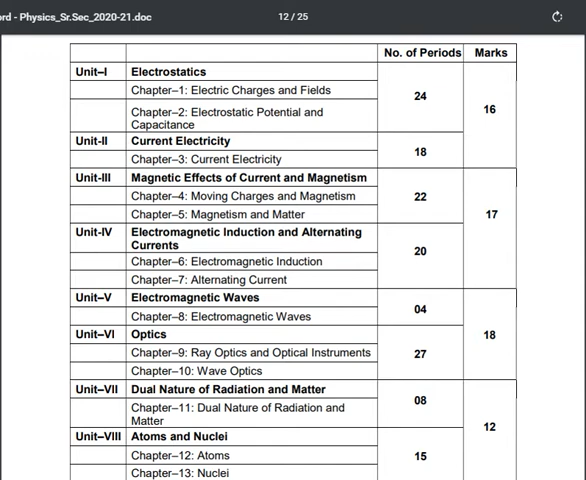 ord - Physics_Sr.Sec_2020-21.doc 12 / 25
No. of Periods Marks
Unit–I Electrostatics 24 16
Chapter–1: Electric Charges and Fields
Chapter–2: Electrostatic Potential and
Capacitance
Unit-II Current Electricity 18
Chapter–3: Current Electricity
Unit-III Magnetic Effects of Current and Magnetism 22 17
Chapter–4: Moving Charges and Magnetism
Chapter–5: Magnetism and Matter
Unit-IV Electromagnetic Induction and Alternating
Currents 20
Chapter–6: Electromagnetic Induction
Chapter–7: Alternating Current
Unit–V Electromagnetic Waves 04 18
Chapter–8: Electromagnetic Waves
Unit–VI Optics 27
Chapter–9: Ray Optics and Optical Instruments
Chapter–10: Wave Optics
Unit–VII Dual Nature of Radiation and Matter 08 12
Chapter–11: Dual Nature of Radiation and
Matter
Unit–VIII Atoms and Nuclei 15
Chapter–12: Atoms
Chapter–13: Nuclei